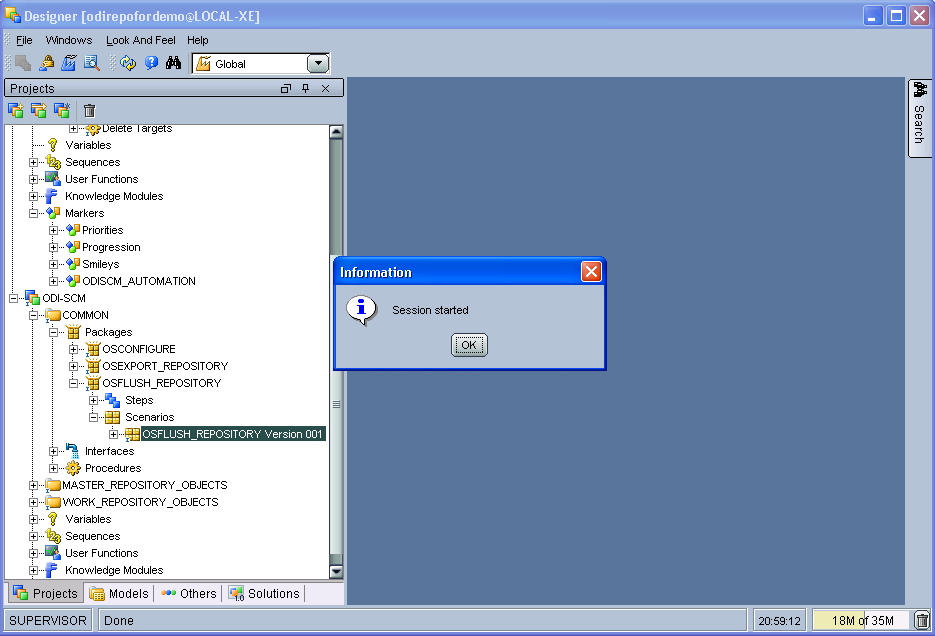 Designer [odirepofordemo@LOCAL-XE]
File Windows Look And Feel Help
Global
Projects
Search
Delete Targets
Variables
Sequences
User Functions
Knowledge Modules
Markers
Priorities
Progression
Smileys
ODISCM_AUTOMATION
ODI-SCM
COMMON
Packages
OSCONFIGURE
OSEXPORT_REPOSITORY
OSFLUSH_REPOSITORY
Steps
Scenarios
OSFLUSH_REPOSITORY Version 001
Interfaces
Procedures
MASTER_REPOSITORY_OBJECTS
WORK_REPOSITORY_OBJECTS
Variables
Sequences
User Functions
Knowledge Modules
Information
Session started
OK
Projects Models Others Solutions
SUPERVISOR Done 20:59:12 18M of 35M